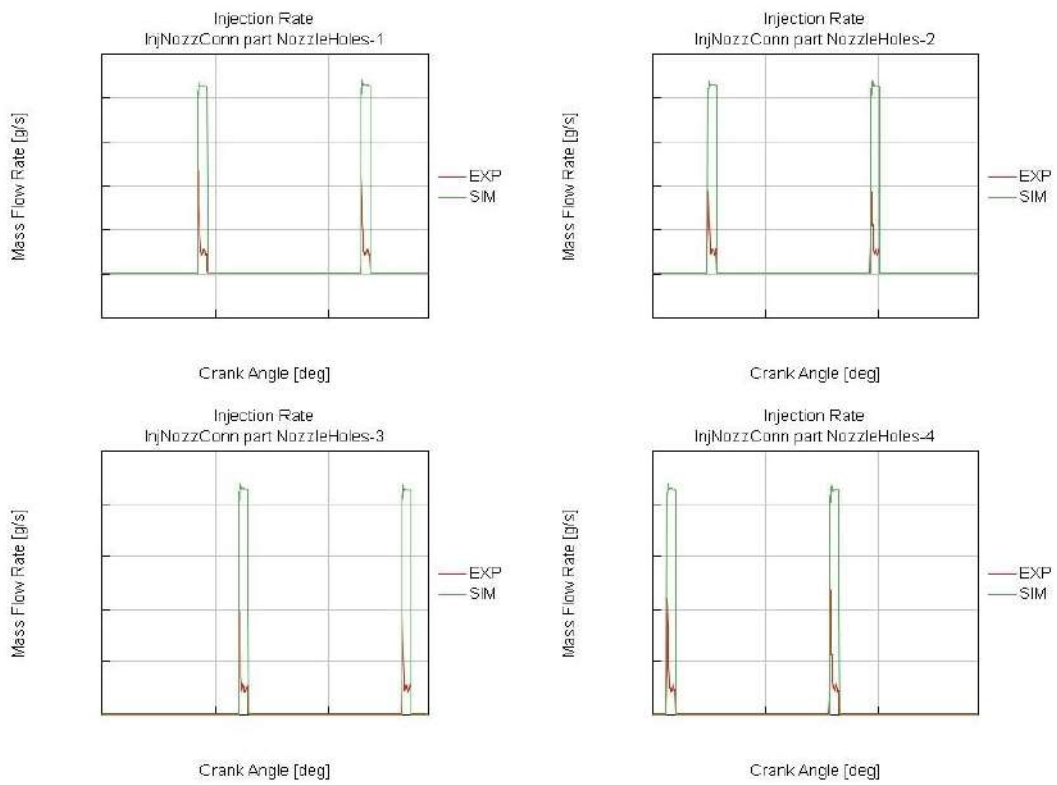 Injection Rate
InjNozzConn part NozzleHoles-1
Mass Flow Rate [g/s]
EXP
SIM
Crank Angle [deg]
Injection Rate
InjNozzConn part NozzleHoles-2
Mass Flow Rate [g/s]
EXP
SIM
Crank Angle [deg]
Injection Rate
InjNozzConn part NozzleHoles-3
Mass Flow Rate [g/s]
EXP
SIM
Crank Angle [deg]
Injection Rate
InjNozzConn part NozzleHoles-4
Mass Flow Rate [g/s]
EXP
SIM
Crank Angle [deg]